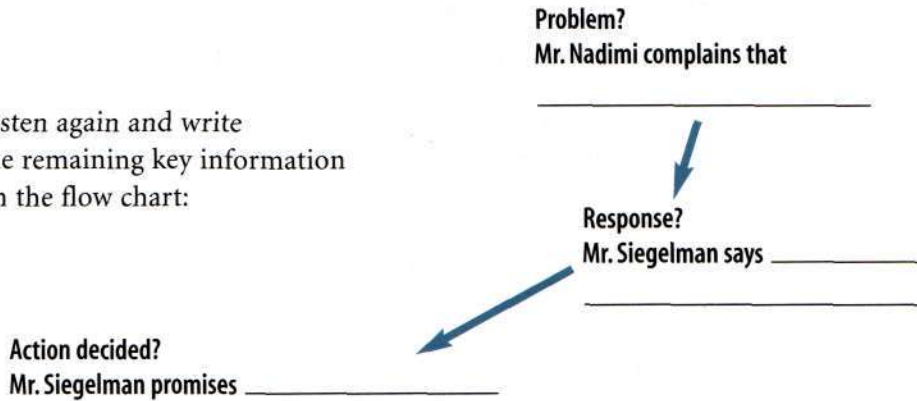 Problem?
Mr. Nadimi complains that
isten again and write
e remaining key information
n the flow chart:
Response?
Mr. Siegelman says
Action decided?
Mr. Siegelman promises